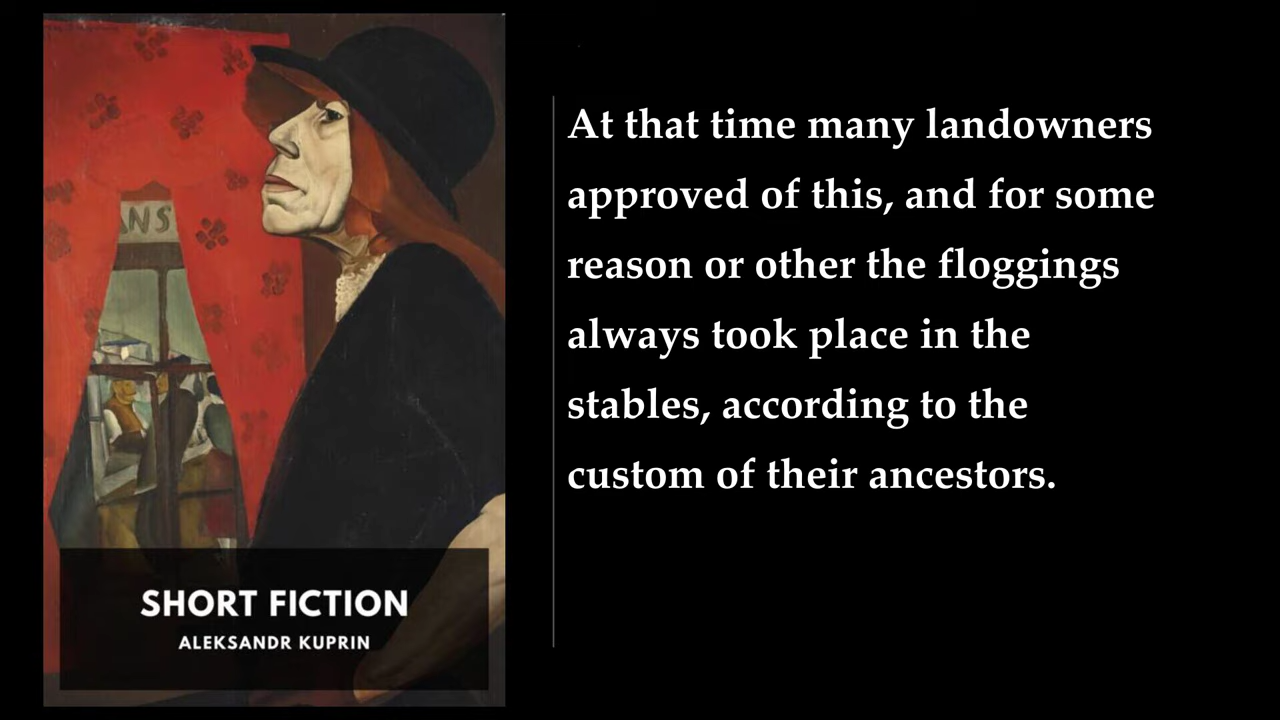 ANS
SHORT FICTION
ALEKSANDR KUPRIN
At that time many landowners
approved of this, and for some
reason or other the floggings
always took place in the
stables, according to the
custom of their ancestors.